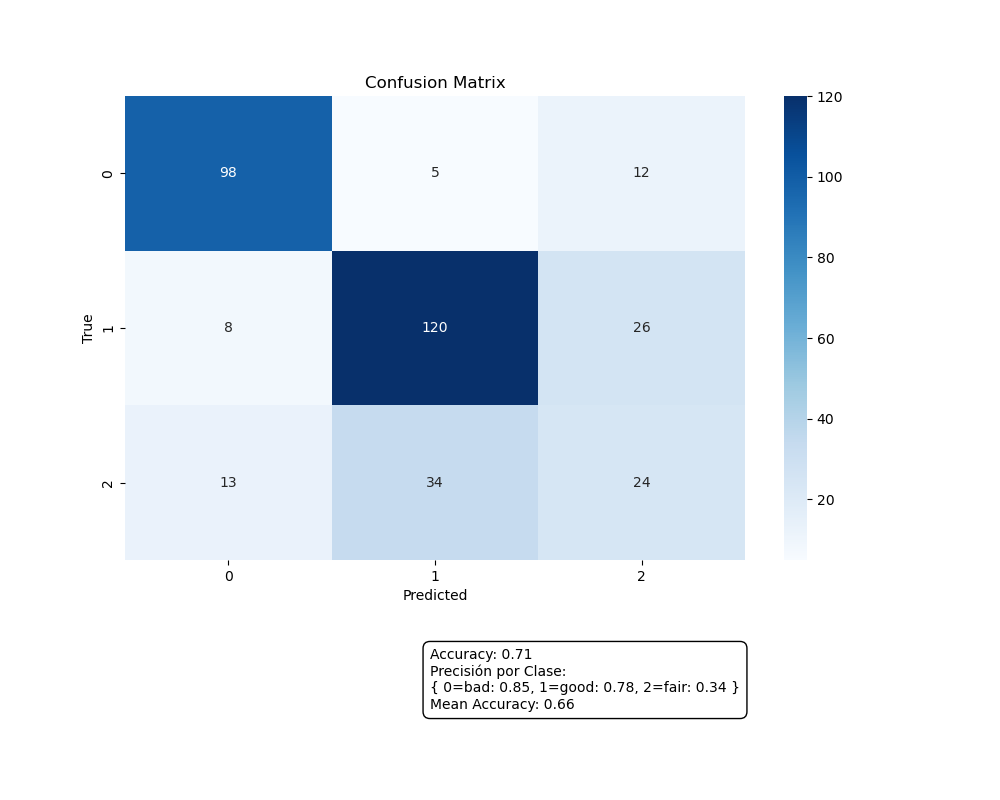 Confusion Matrix
0 98 5 12
1 8 120 26
2 13 34 24
True
0 1 2
Predicted
120
100
80
60
40
20
Accuracy: 0.71
Precisión por Clase:
{ 0=bad: 0.85, 1=good: 0.78, 2=fair: 0.34 }
Mean Accuracy: 0.66